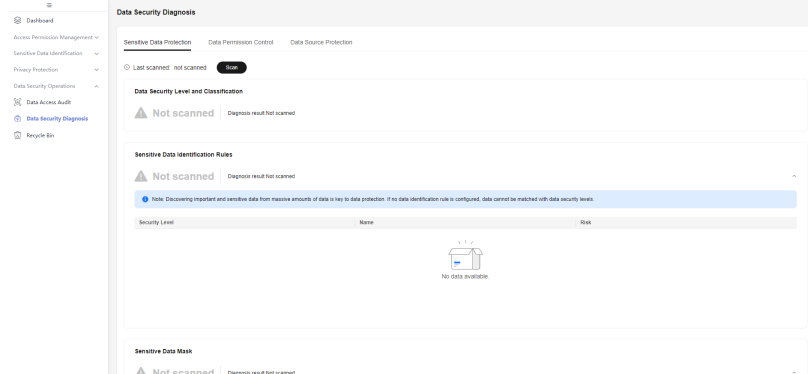 Data Security Diagnosis
Dashboard
Access Permission Management
Sensitive Data Identification
Privacy Protection
Data Security Operations
Data Access Audit
Data Security Diagnosis
Recycle Bin
Sensitive Data Protection
Data Permission Control
Data Source Protection
Last scanned: not scanned
Scan
Data Security Level and Classification
Not scanned
Diagnosis result:Not scanned
Sensitive Data Identification Rules
Not scanned
Diagnosis result:Not scanned
Note: Discovering important and sensitive data from massive amounts of data is key to data protection. If no data identification rule is configured, data cannot be matched with data security levels.
Security Level Name Risk
No data available.
Sensitive Data Mask
Not scanned
Diagnosis result:Not scanned